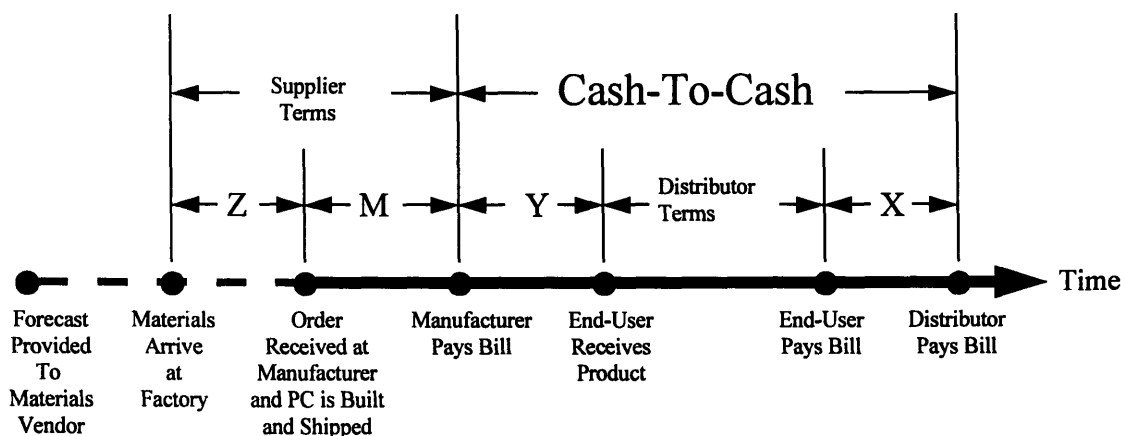 Supplier
Terms
Cash-To-Cash
Z
M
Y
Distributor
Terms
X
Time
Forecast
Provided
To
Materials
Vendor
Materials
Arrive
at
Factory
Order
Received at
Manufacturer
and PC is Built
and Shipped
Manufacturer
Pays Bill
End-User
Receives
Product
End-User
Pays Bill
Distributor
Pays Bill